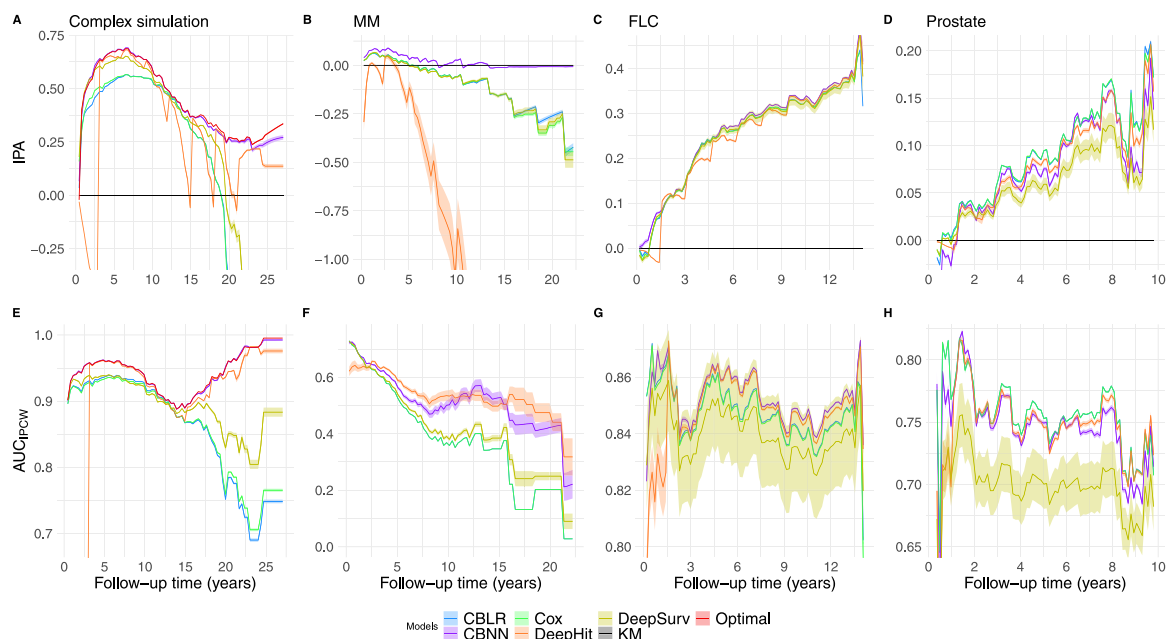 A Complex simulation B MM C FLC D Prostate
IPA
0.75
0.50
0.25
0.00
−0.25
0 5 10 15 20 25
0.00
−0.25
−0.50
−0.75
−1.00
0 5 10 15 20
0.4
0.3
0.2
0.1
0.0
0 3 6 9 12
0.20
0.15
0.10
0.05
0.00
0 2 4 6 8 10
E F G H
AUCIPCW
1.0
0.9
0.8
0.7
0 5 10 15 20 25
Follow−up time (years)
0.6
0.4
0.2
0.0
0 5 10 15 20
Follow−up time (years)
0.86
0.84
0.82
0.80
0 3 6 9 12
Follow−up time (years)
0.80
0.75
0.70
0.65
0 2 4 6 8 10
Follow−up time (years)
Models CBLR Cox DeepSurv Optimal
CBNN DeepHit KM